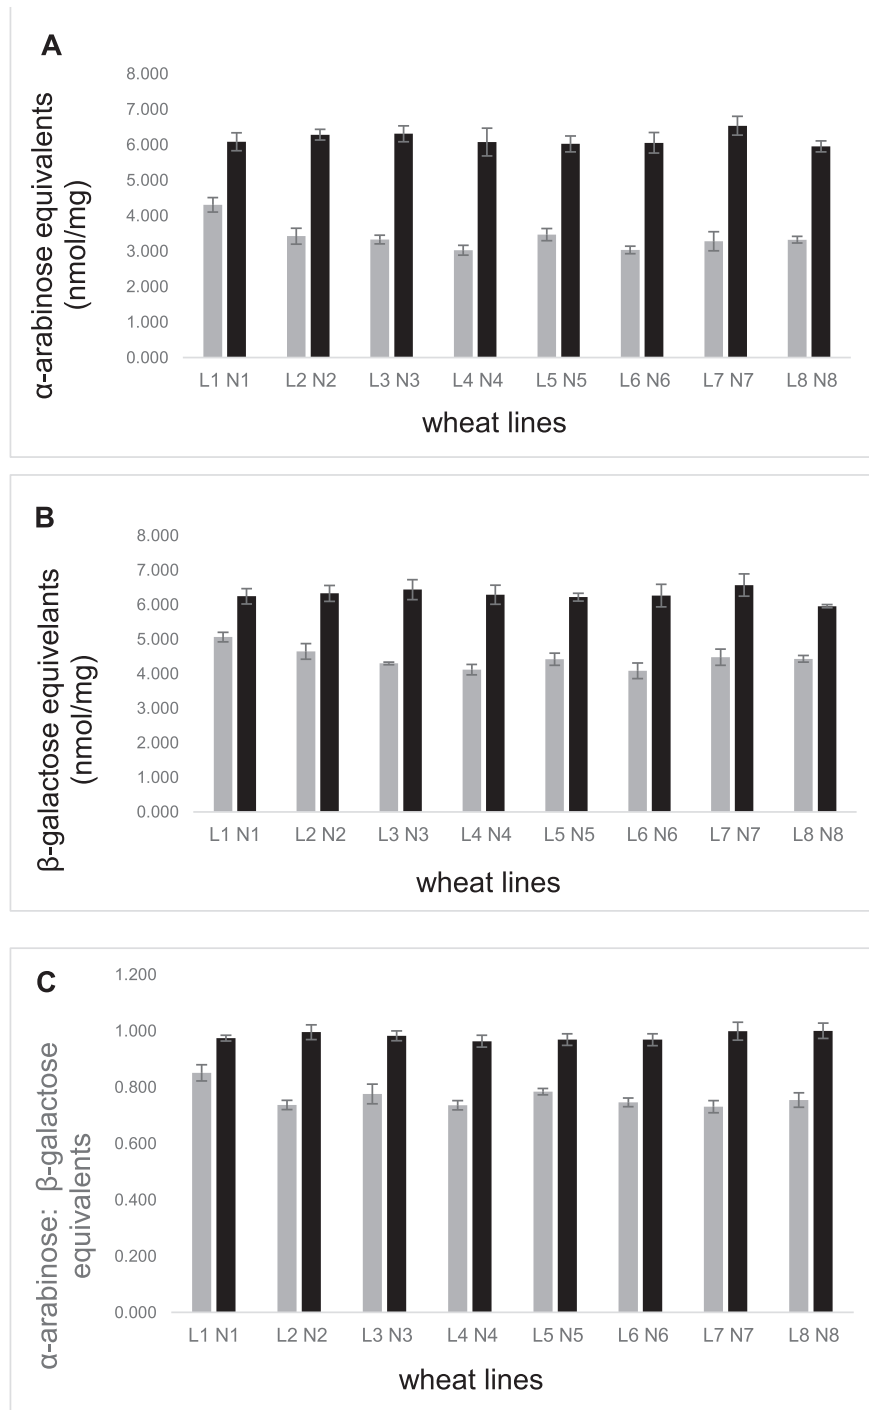 A
α-arabinose equivalents
(nmol/mg)
8.000
7.000
6.000
5.000
4.000
3.000
2.000
1.000
0.000
L1 N1 L2 N2 L3 N3 L4 N4 L5 N5 L6 N6 L7 N7 L8 N8
wheat lines
B
β-galactose equivelants
(nmol/mg)
8.000
7.000
6.000
5.000
4.000
3.000
2.000
1.000
0.000
L1 N1 L2 N2 L3 N3 L4 N4 L5 N5 L6 N6 L7 N7 L8 N8
wheat lines
C
α-arabinose: β-galactose
equivalents
1.200
1.000
0.800
0.600
0.400
0.200
0.000
L1 N1 L2 N2 L3 N3 L4 N4 L5 N5 L6 N6 L7 N7 L8 N8
wheat lines